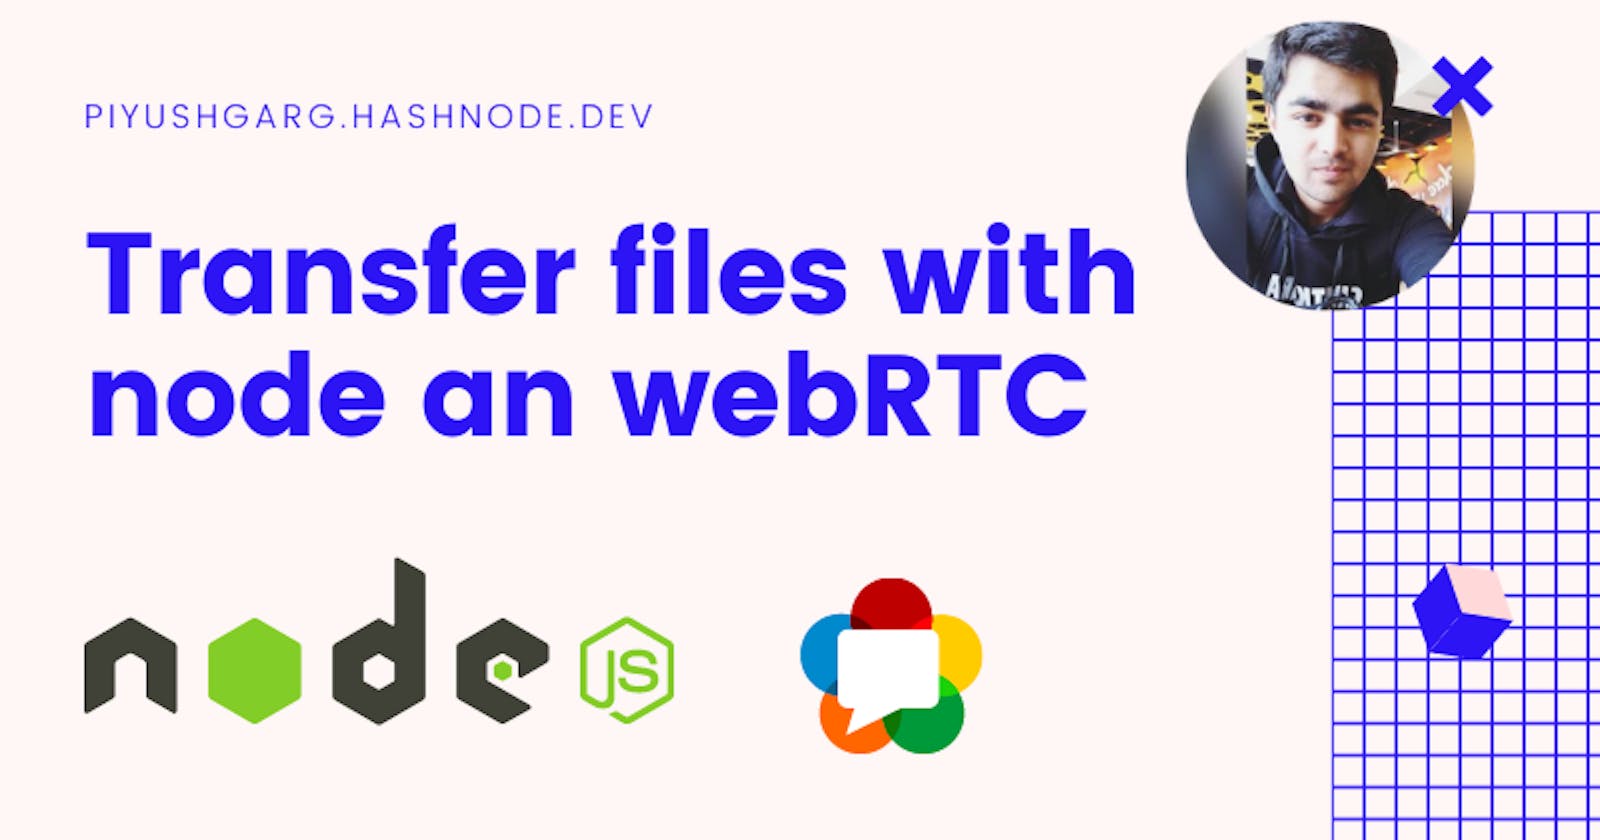 PIYUSHGARG.HASHNODE.DEV
Transfer files with
node an webRTC
node
JS